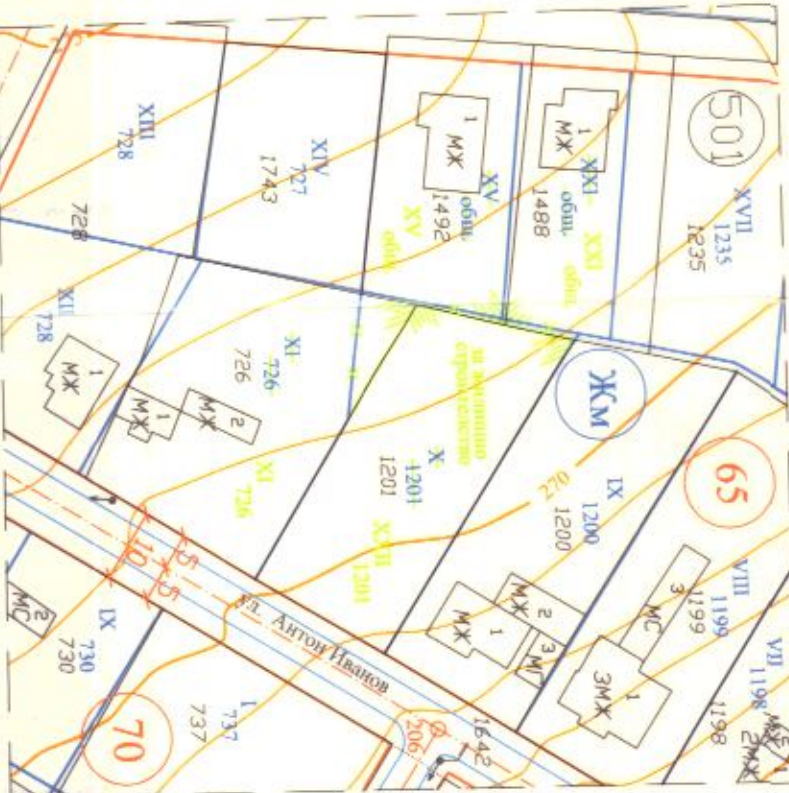 501
XVII
1235
1235
XIII
728
728
XIV
727
1743
1
МЖ
XV
общ.
1492
XV
общ
1
МЖ
XXI
общ.
1488
XXI
общ
XII
728
1
МЖ
XI
726
726
2
МЖ
1
МЖ
XI
726
за жилищно
строителство
X
1201
1201
XXII
1201
Жм
270
65
IX
1200
1200
1
МЖ
2
МЖ
3
МГ
VIII
1199
1199
3
МС
1
3МЖ
VII
1198
1198
2МЖ
5
10
5
ул. Антон Иванов
1642
206
2
МС
IX
730
730
70
I
737
737